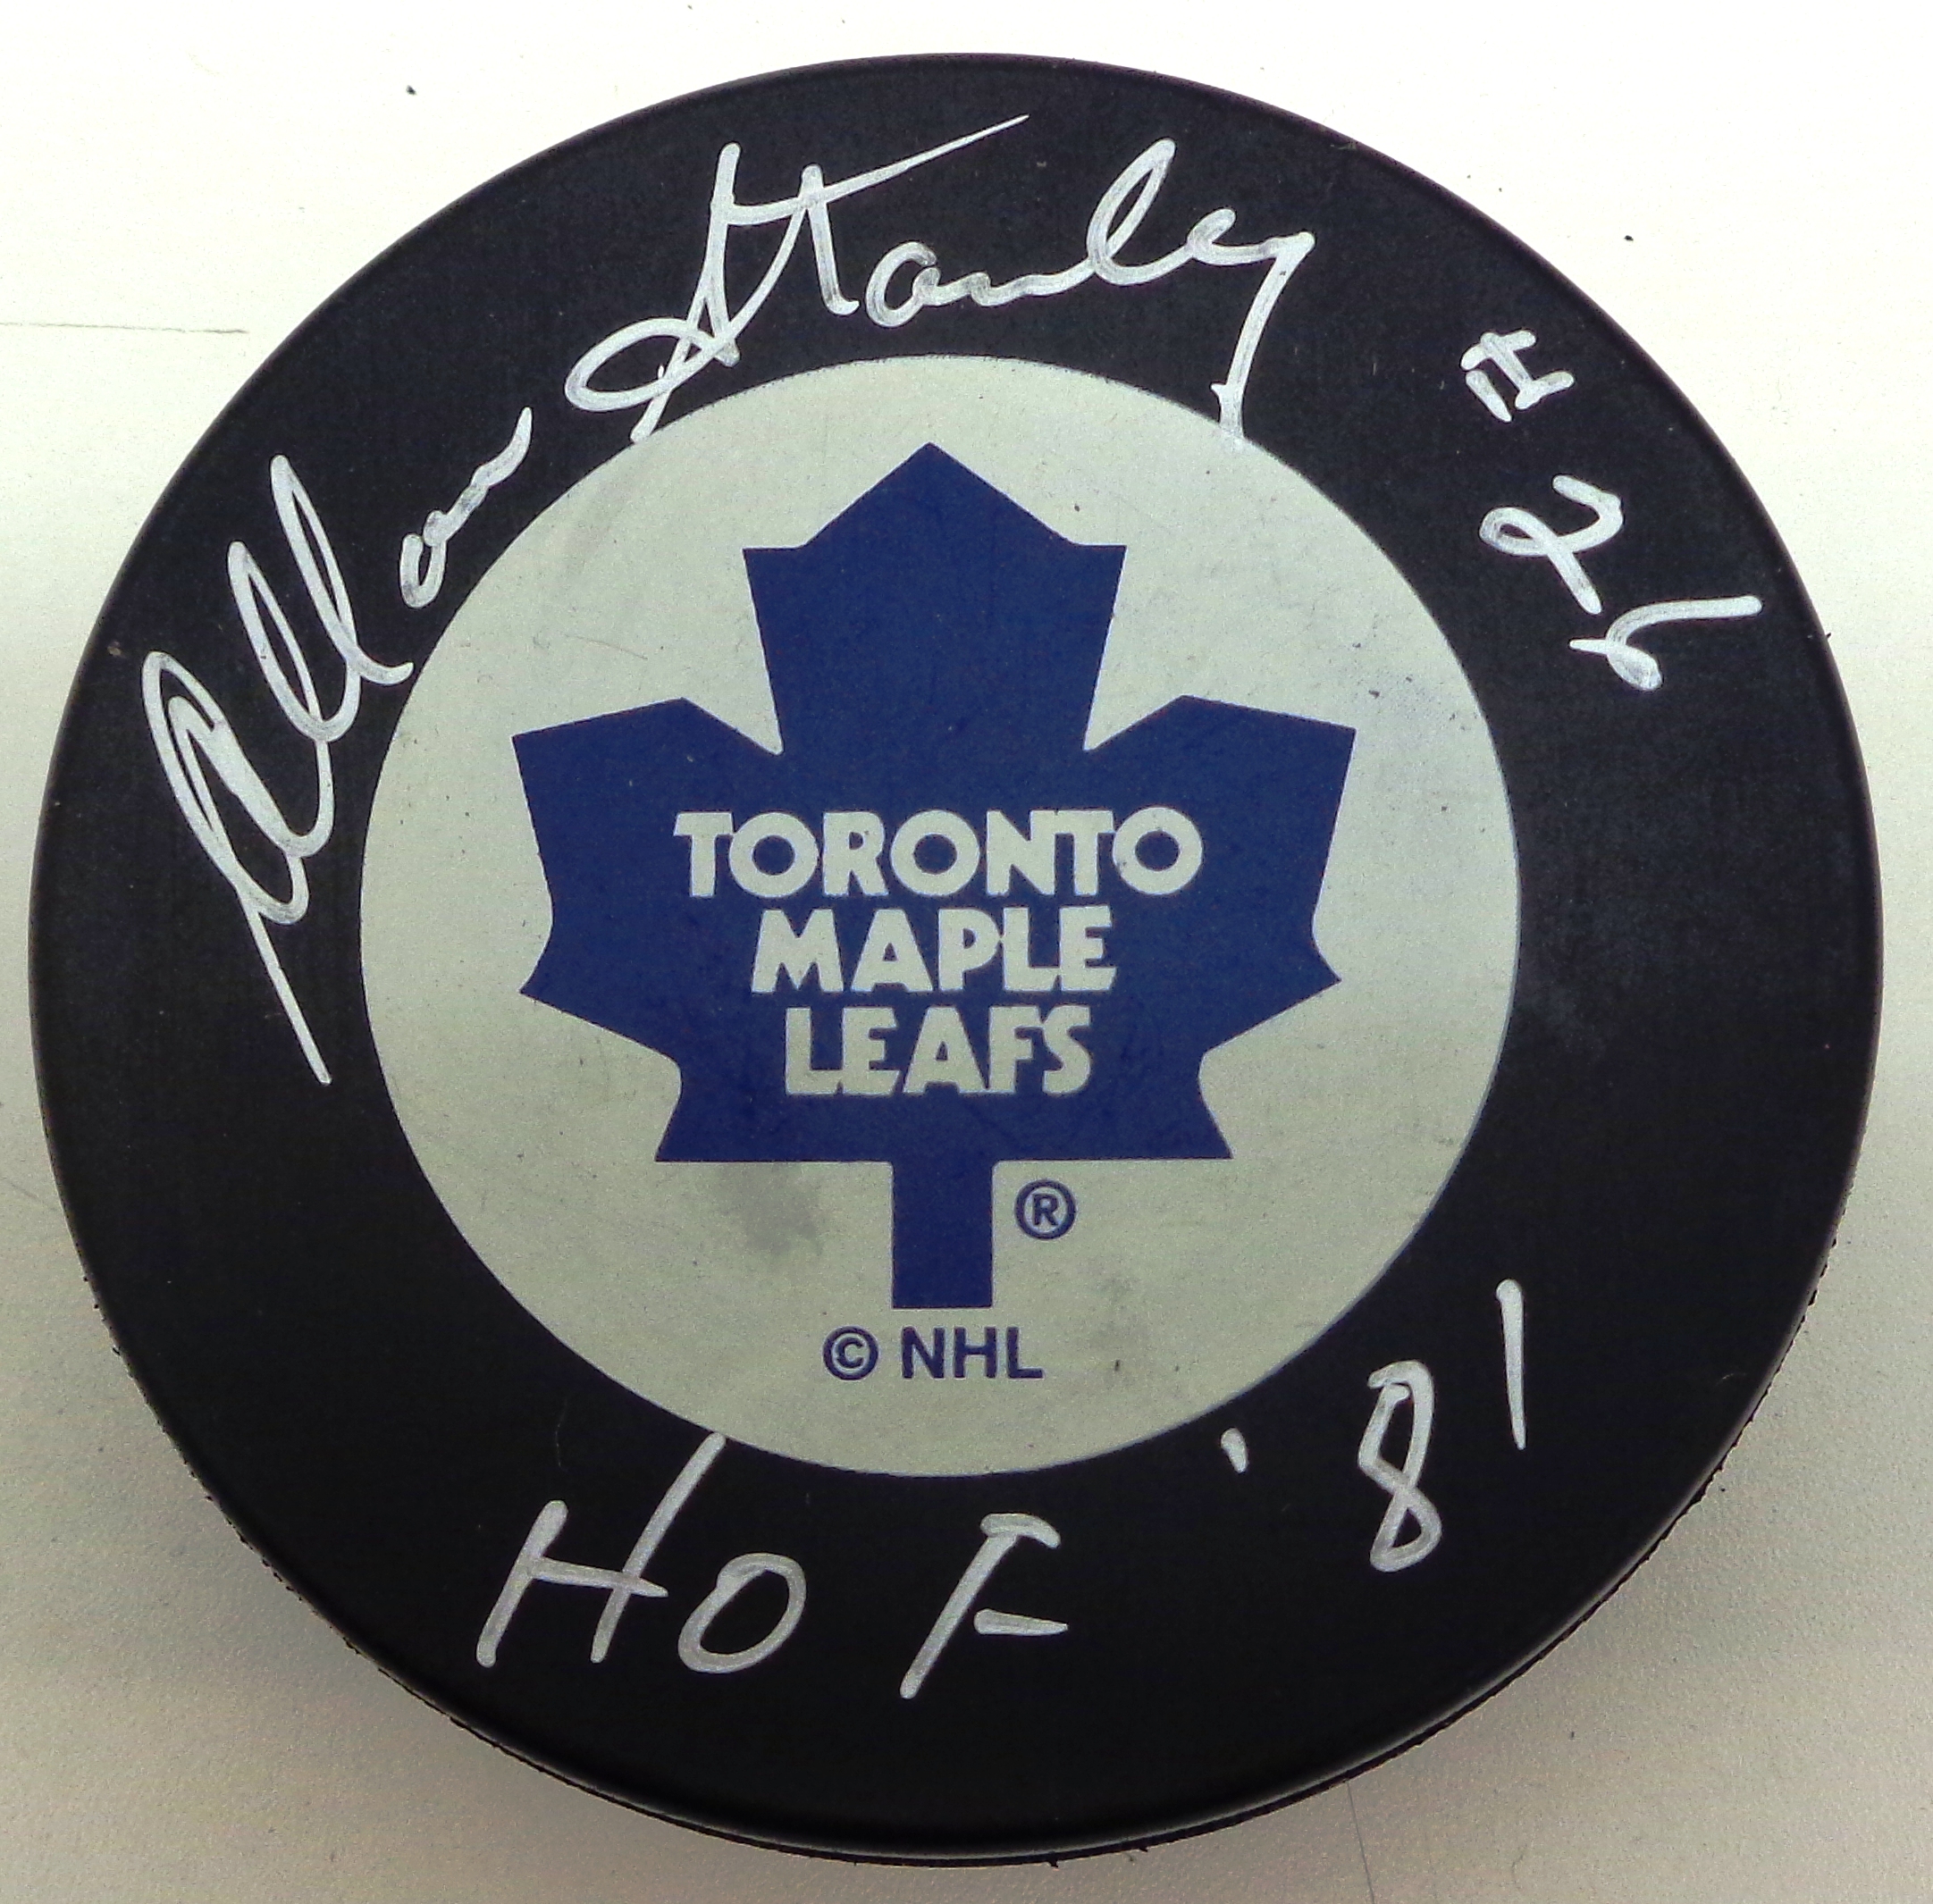 Allan Stanley #26
TORONTO
MAPLE
LEAFS
®
© NHL
HOF '81